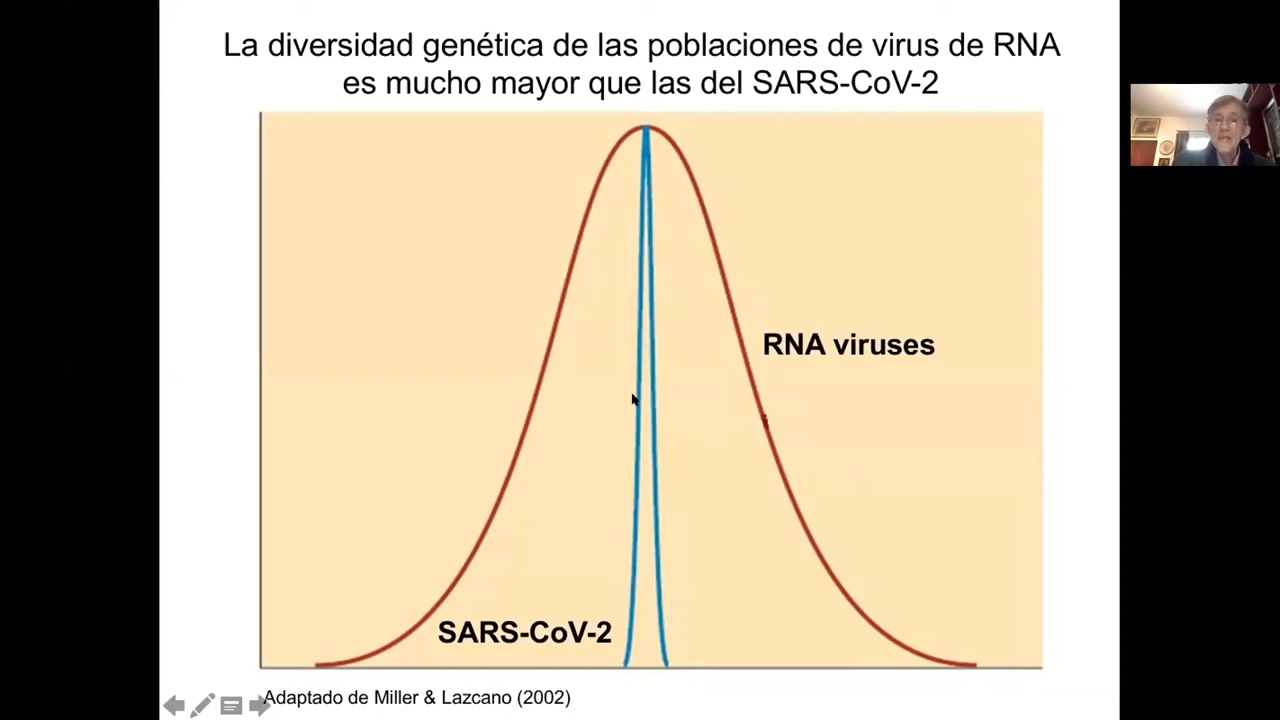 La diversidad genética de las poblaciones de virus de RNA
es mucho mayor que las del SARS-CoV-2
RNA viruses
SARS-CoV-2
Adaptado de Miller & Lazcano (2002)